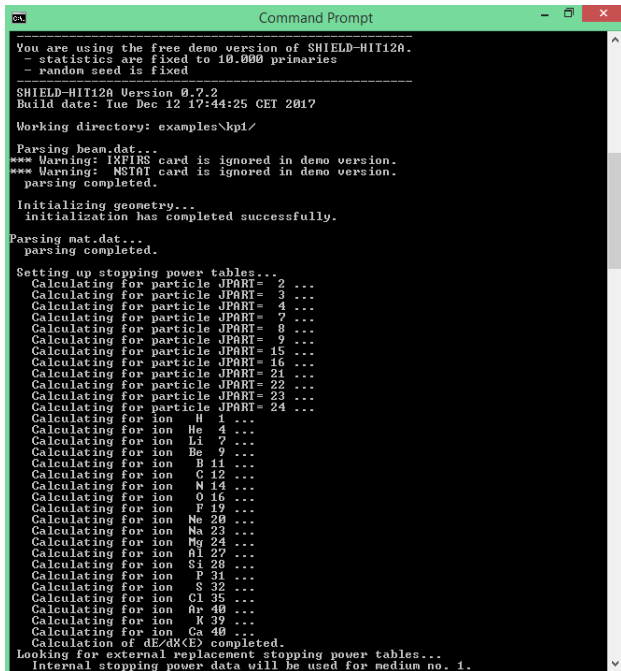 Command Prompt
------------------------------------------------------
You are using the free demo version of SHIELD-HIT12A.
- statistics are fixed to 10.000 primaries
- random seed is fixed
------------------------------------------------------
SHIELD-HIT12A Version 0.7.2
Build date: Tue Dec 12 17:44:25 CET 2017
Working directory: examples\kp1/
Parsing beam.dat...
*** Warning: IXFIRS card is ignored in demo version.
*** Warning:  NSTAT card is ignored in demo version.
parsing completed.
Initializing geometry...
initialization has completed successfully.
Parsing mat.dat...
parsing completed.
Setting up stopping power tables...
Calculating for particle JPART=  2 ...
Calculating for particle JPART=  3 ...
Calculating for particle JPART=  4 ...
Calculating for particle JPART=  7 ...
Calculating for particle JPART=  8 ...
Calculating for particle JPART=  9 ...
Calculating for particle JPART= 15 ...
Calculating for particle JPART= 16 ...
Calculating for particle JPART= 21 ...
Calculating for particle JPART= 22 ...
Calculating for particle JPART= 23 ...
Calculating for particle JPART= 24 ...
Calculating for ion   H  1 ...
Calculating for ion  He  4 ...
Calculating for ion  Li  7 ...
Calculating for ion  Be  9 ...
Calculating for ion   B 11 ...
Calculating for ion   C 12 ...
Calculating for ion   N 14 ...
Calculating for ion   O 16 ...
Calculating for ion   F 19 ...
Calculating for ion  Ne 20 ...
Calculating for ion  Na 23 ...
Calculating for ion  Mg 24 ...
Calculating for ion  Al 27 ...
Calculating for ion  Si 28 ...
Calculating for ion   P 31 ...
Calculating for ion   S 32 ...
Calculating for ion  Cl 35 ...
Calculating for ion  Ar 40 ...
Calculating for ion   K 39 ...
Calculating for ion  Ca 40 ...
Calculation of dE/dX(E) completed.
Looking for external replacement stopping power tables...
Internal stopping power data will be used for medium no. 1.